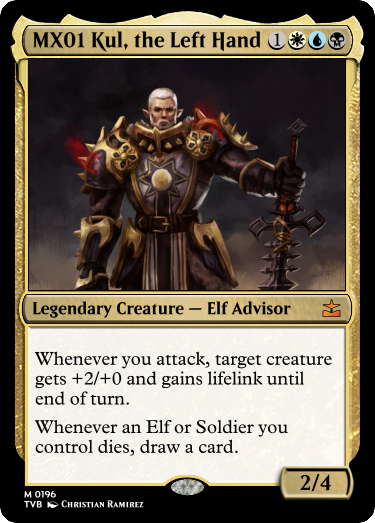 MX01 Kul, the Left Hand 1
Legendary Creature — Elf Advisor
Whenever you attack, target creature
gets +2/+0 and gains lifelink until
end of turn.
Whenever an Elf or Soldier you
control dies, draw a card.
2/4
M 0196
TVB Christian Ramirez